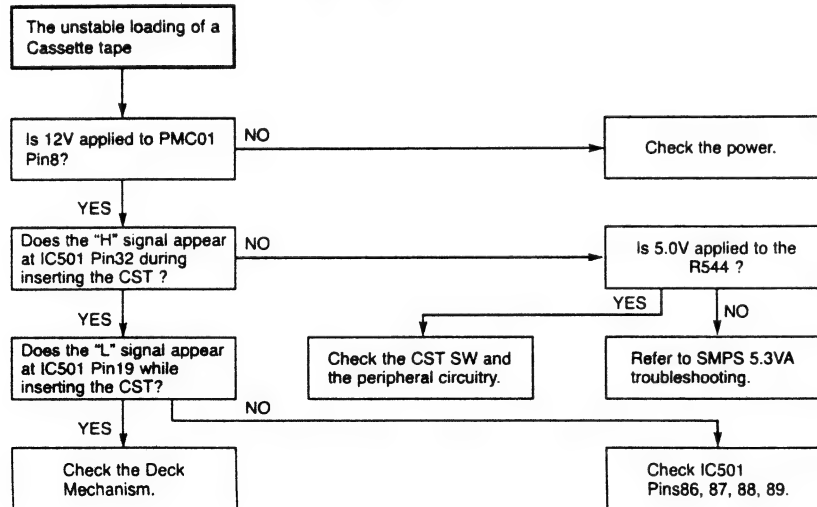 The unstable loading of a
Cassette tape
Is 12V applied to PMC01
Pin8?
NO
Check the power.
YES
Does the "H" signal appear
at IC501 Pin32 during
inserting the CST ?
NO
Is 5.0V applied to the
R544 ?
YES
NO
YES
Does the "L" signal appear
at IC501 Pin19 while
inserting the CST?
Check the CST SW and
the peripheral circuitry.
Refer to SMPS 5.3VA
troubleshooting.
NO
YES
Check the Deck
Mechanism.
Check IC501
Pins86, 87, 88, 89.